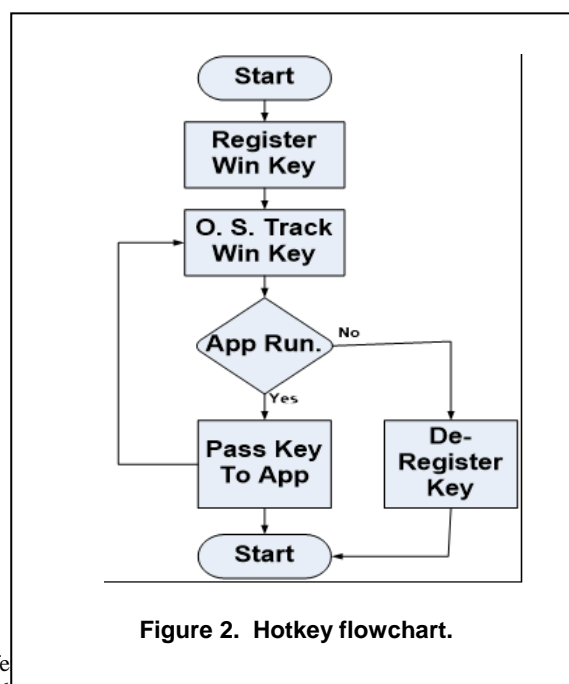 Start
Register
Win Key
O. S. Track
Win Key
App Run.
No
Yes
Pass Key
To App
De-
Register
Key
Start
Figure 2. Hotkey flowchart.